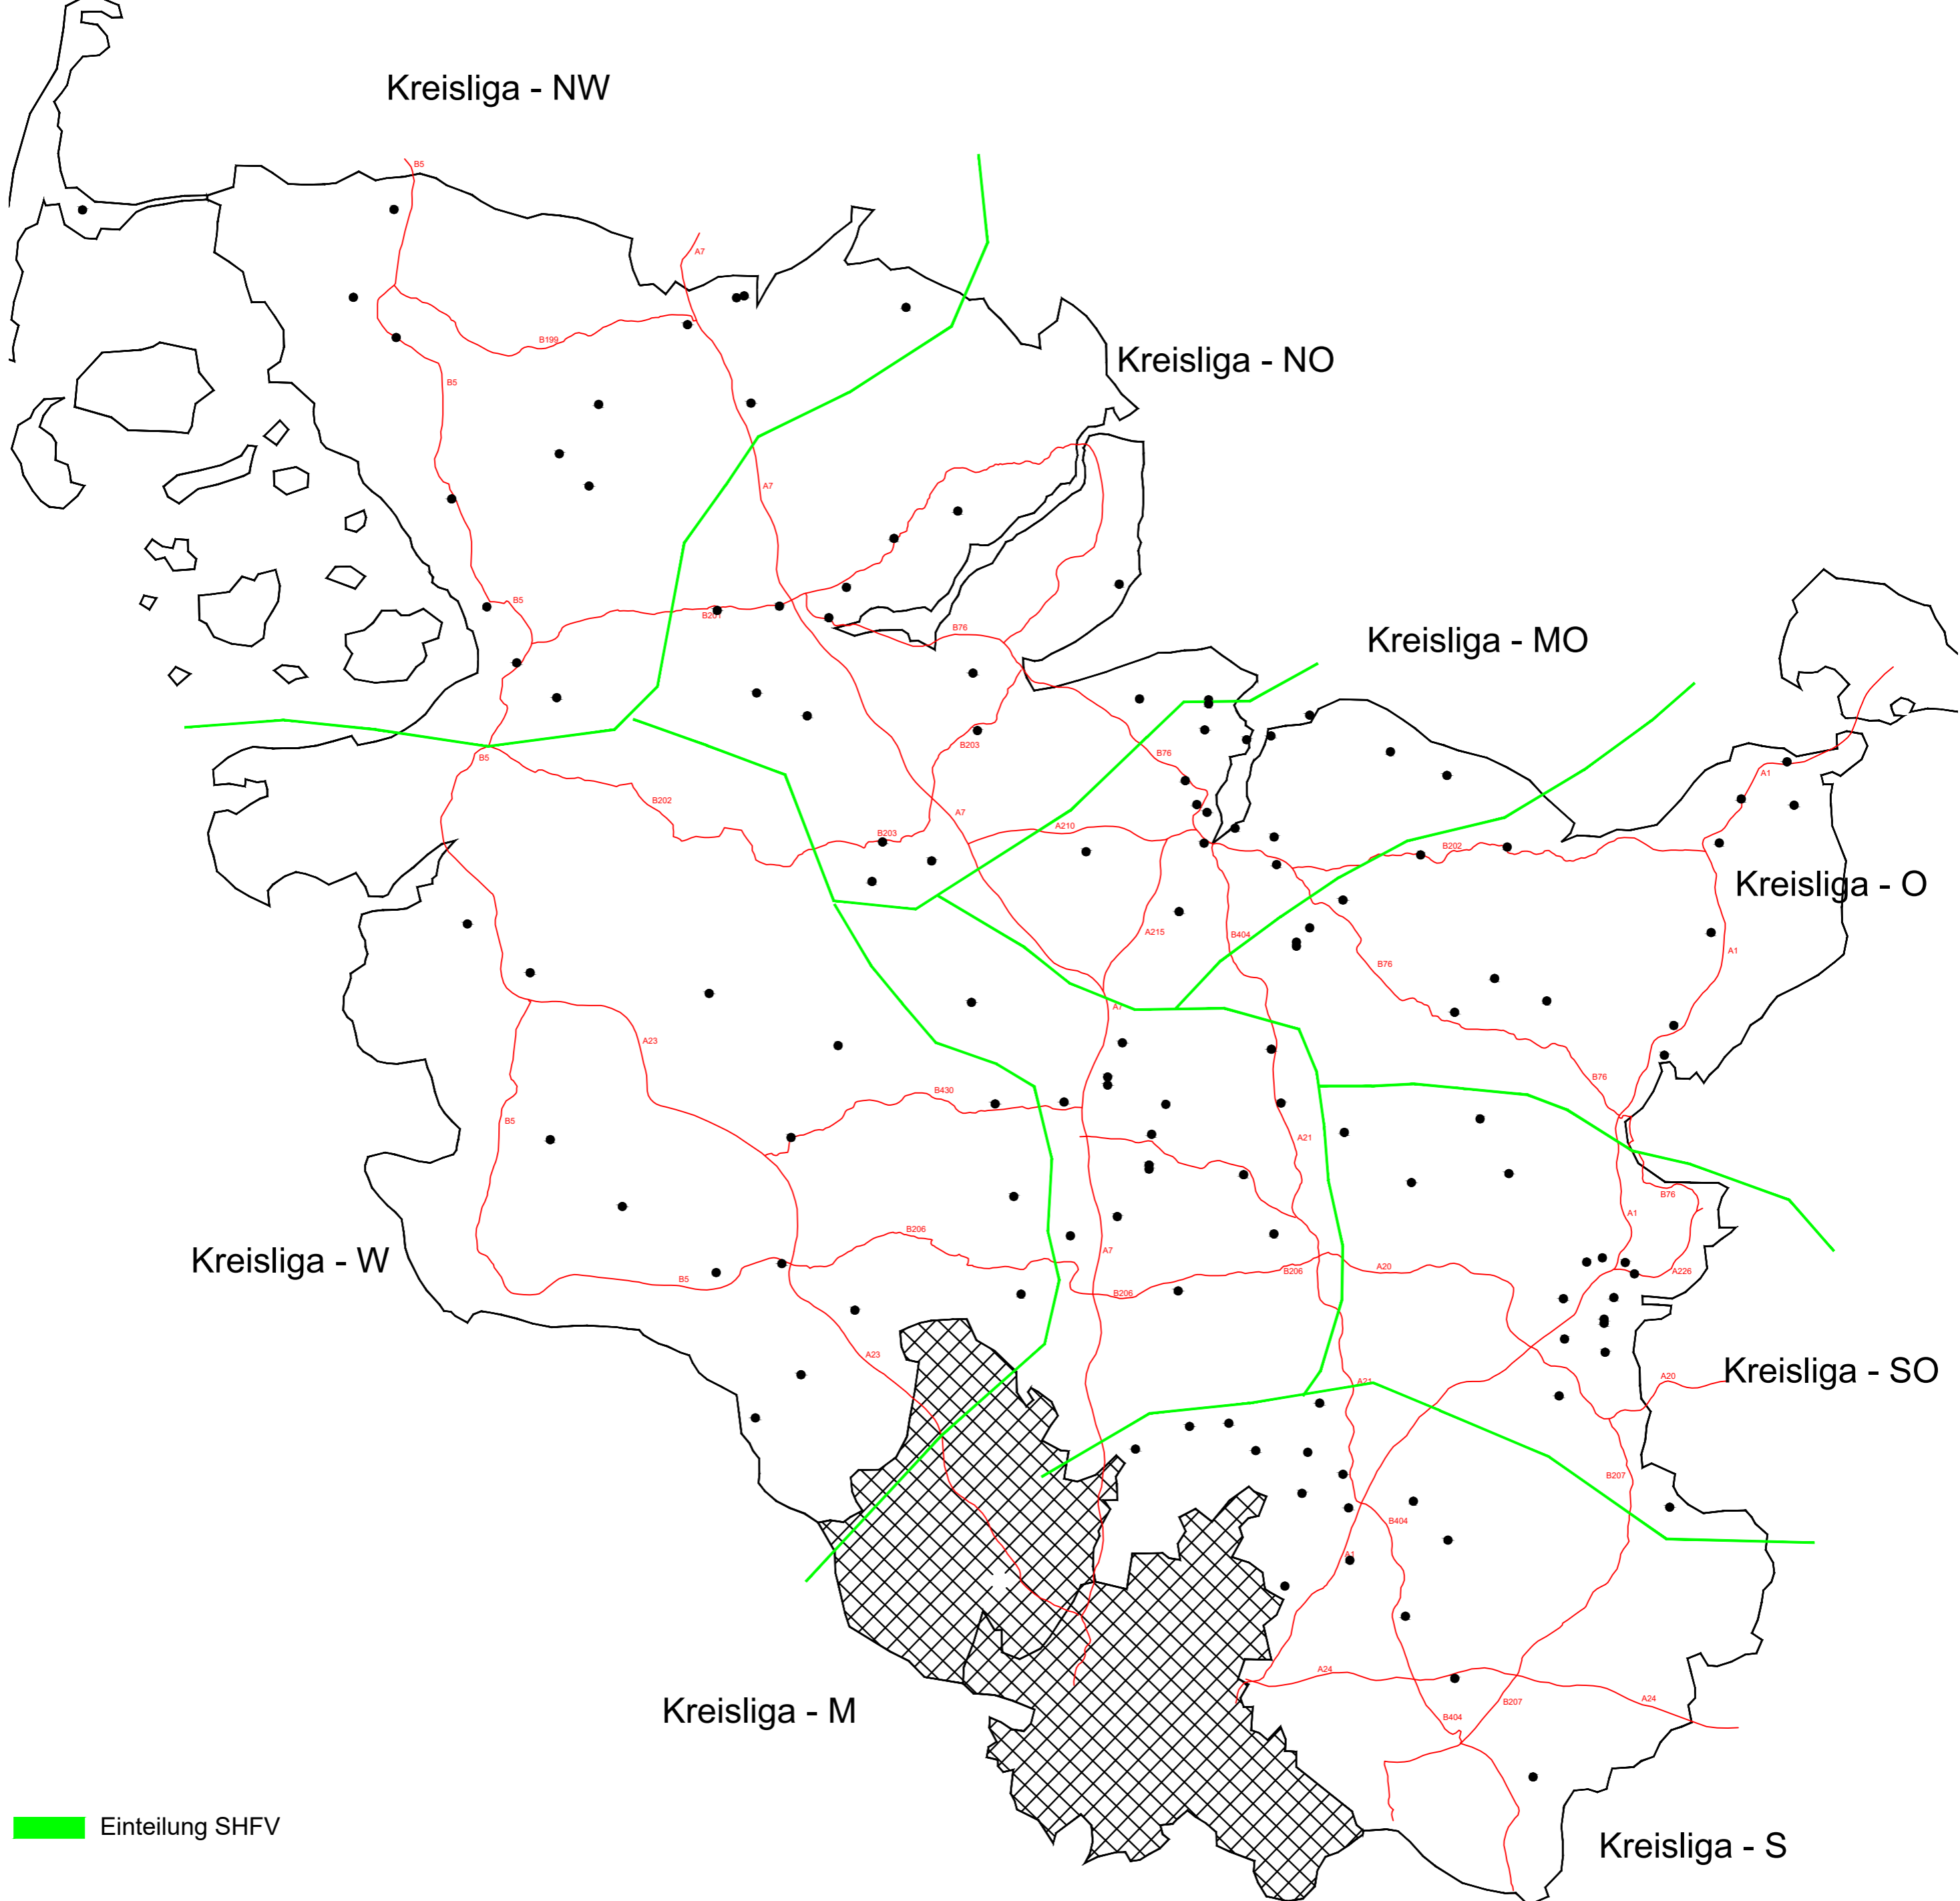 Kreisliga - NW
B5
A7
B199
Kreisliga - NO
B5
A7
B5
B201
B76
Kreisliga - MO
B203
B76
B5
A1
B202
A7
A210
B203
B202
Kreisliga - O
A215
B404
B76
A1
A7
A23
B430
B76
B5
A21
B76
A1
B206
A7
Kreisliga - W
B5
B206
A20
A226
B206
A23
A21
A20
Kreisliga - SO
B207
B404
A1
A24
A24
B207
B404
Kreisliga - M
Einteilung SHFV
Kreisliga - S